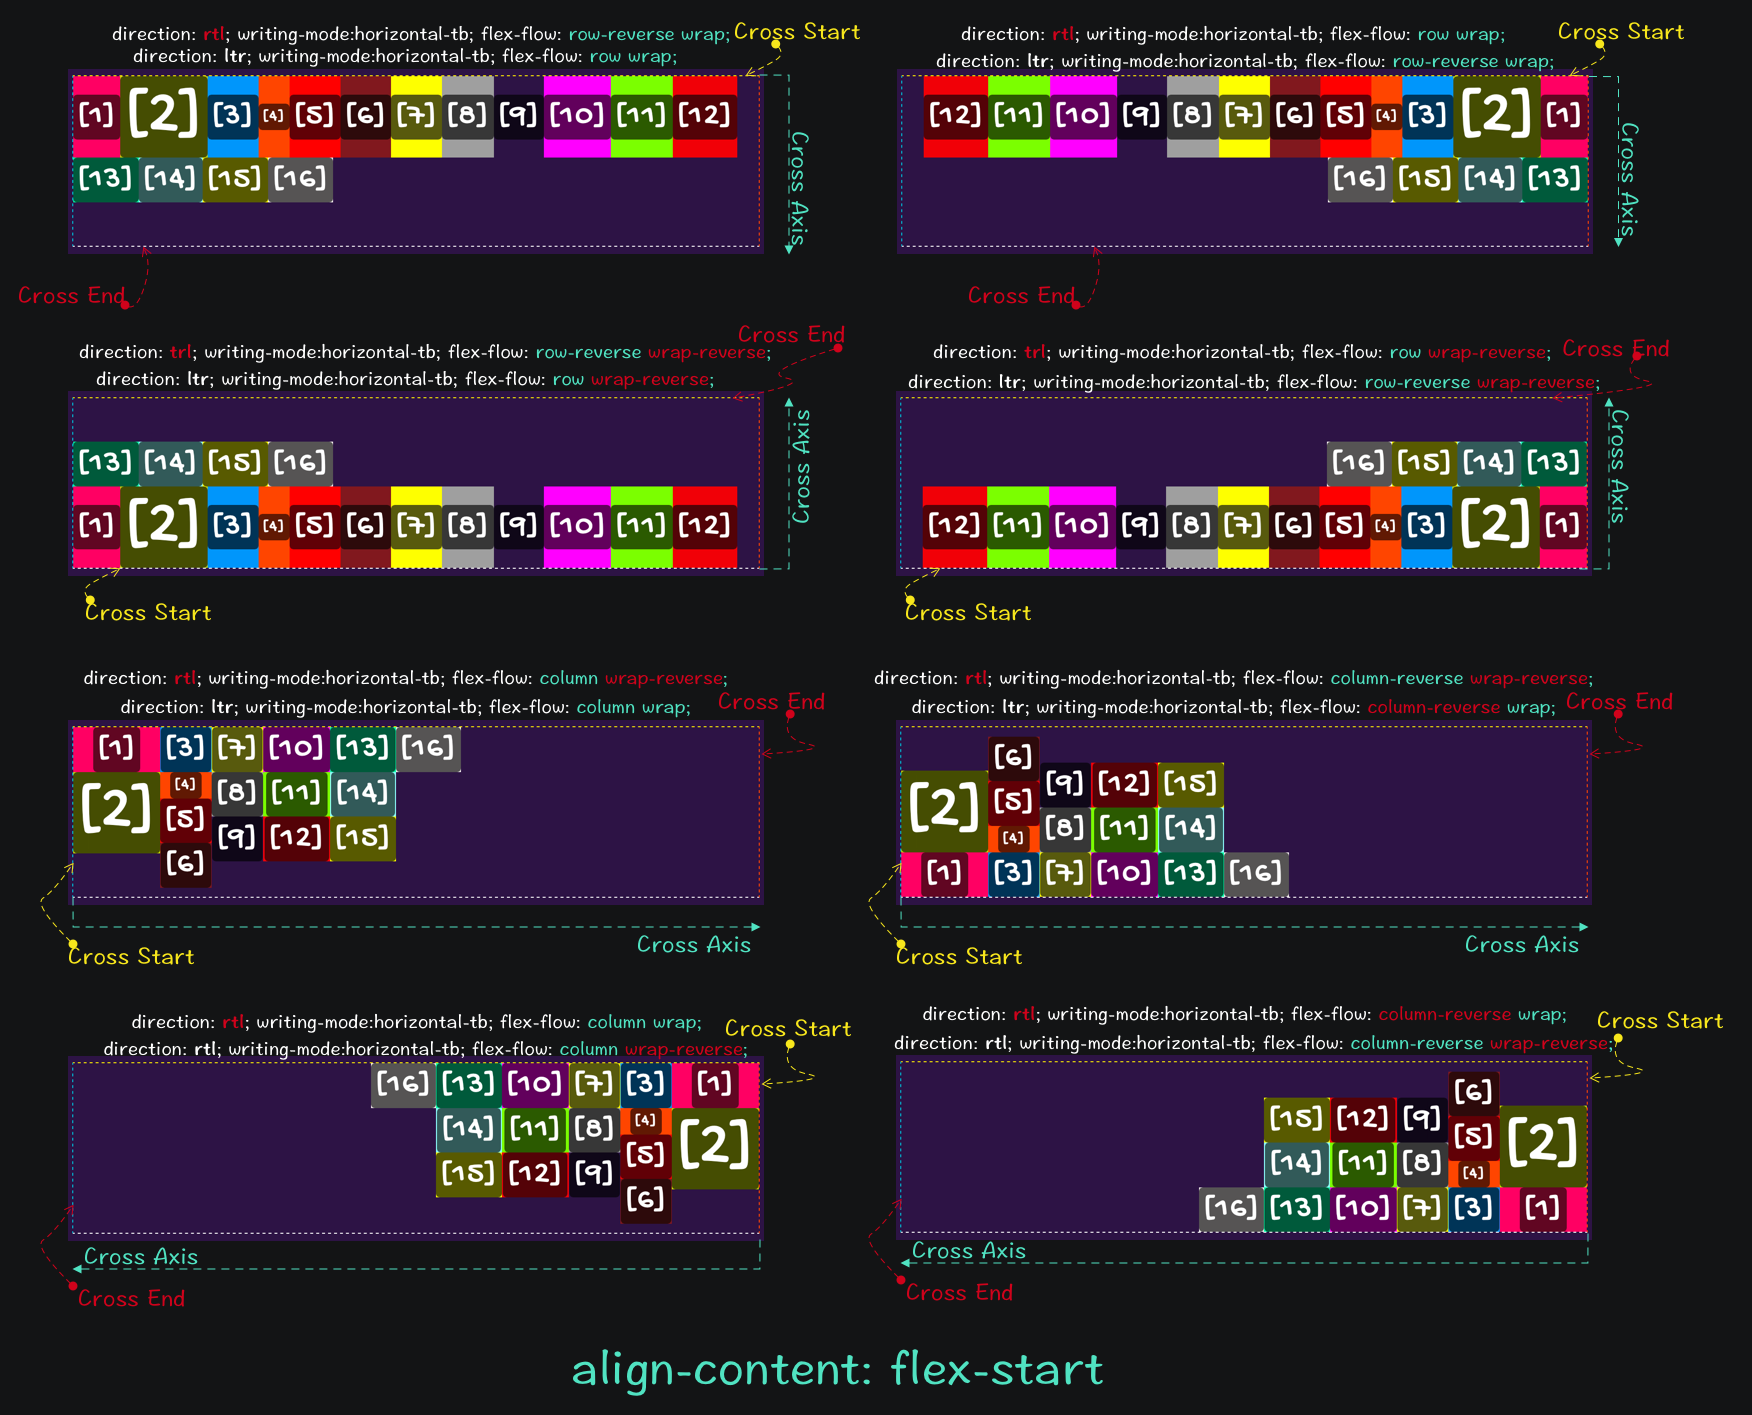 direction: rtl; writing-mode:horizontal-tb; flex-flow: row-reverse wrap;
Cross Start
direction: ltr; writing-mode:horizontal-tb; flex-flow: row wrap;
[1] [2] [3] [4] [5] [6] [7] [8] [9] [10] [11] [12]
[13] [14] [15] [16]
Cross Axis
Cross End
direction: rtl; writing-mode:horizontal-tb; flex-flow: row wrap;
Cross Start
direction: ltr; writing-mode:horizontal-tb; flex-flow: row-reverse wrap;
[12] [11] [10] [9] [8] [7] [6] [5] [4] [3] [2] [1]
[16] [15] [14] [13]
Cross Axis
Cross End
Cross End
direction: trl; writing-mode:horizontal-tb; flex-flow: row-reverse wrap-reverse;
direction: ltr; writing-mode:horizontal-tb; flex-flow: row wrap-reverse;
[13] [14] [15] [16]
[1] [2] [3] [4] [5] [6] [7] [8] [9] [10] [11] [12]
Cross Axis
Cross Start
direction: trl; writing-mode:horizontal-tb; flex-flow: row wrap-reverse;
Cross End
direction: ltr; writing-mode:horizontal-tb; flex-flow: row-reverse wrap-reverse;
[16] [15] [14] [13]
[12] [11] [10] [9] [8] [7] [6] [5] [4] [3] [2] [1]
Cross Axis
Cross Start
direction: rtl; writing-mode:horizontal-tb; flex-flow: column wrap-reverse;
direction: ltr; writing-mode:horizontal-tb; flex-flow: column wrap;
Cross End
[1] [3] [7] [10] [13] [16]
[2] [4] [8] [11] [14]
[5] [9] [12] [15]
[6]
Cross Axis
Cross Start
direction: rtl; writing-mode:horizontal-tb; flex-flow: column-reverse wrap-reverse;
direction: ltr; writing-mode:horizontal-tb; flex-flow: column-reverse wrap;
Cross End
[6]
[2] [5] [9] [12] [15]
[4] [8] [11] [14]
[1] [3] [7] [10] [13] [16]
Cross Axis
Cross Start
direction: rtl; writing-mode:horizontal-tb; flex-flow: column wrap;
Cross Start
direction: rtl; writing-mode:horizontal-tb; flex-flow: column wrap-reverse;
[16] [13] [10] [7] [3] [1]
[14] [11] [8] [4] [2]
[15] [12] [9] [5]
[6]
Cross Axis
Cross End
direction: rtl; writing-mode:horizontal-tb; flex-flow: column-reverse wrap;
Cross Start
direction: rtl; writing-mode:horizontal-tb; flex-flow: column-reverse wrap-reverse;
[6]
[15] [12] [9] [5] [2]
[14] [11] [8] [4]
[16] [13] [10] [7] [3] [1]
Cross Axis
Cross End
align-content: flex-start